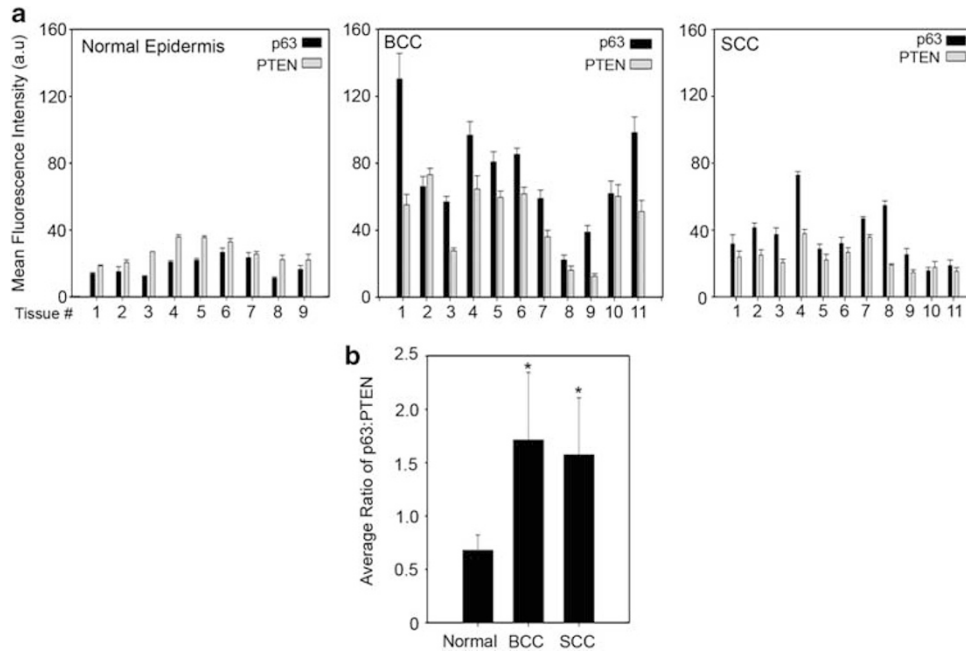 a
Mean Fluorescence Intensity (a.u)
160
120
80
40
0
Normal Epidermis
p63
PTEN
Tissue # 1 2 3 4 5 6 7 8 9
160
120
80
40
0
BCC
p63
PTEN
1 2 3 4 5 6 7 8 9 10 11
160
120
80
40
0
SCC
p63
PTEN
1 2 3 4 5 6 7 8 9 10 11
b
Average Ratio of p63:PTEN
2.5
2.0
1.5
1.0
0.5
0
* *
Normal BCC SCC